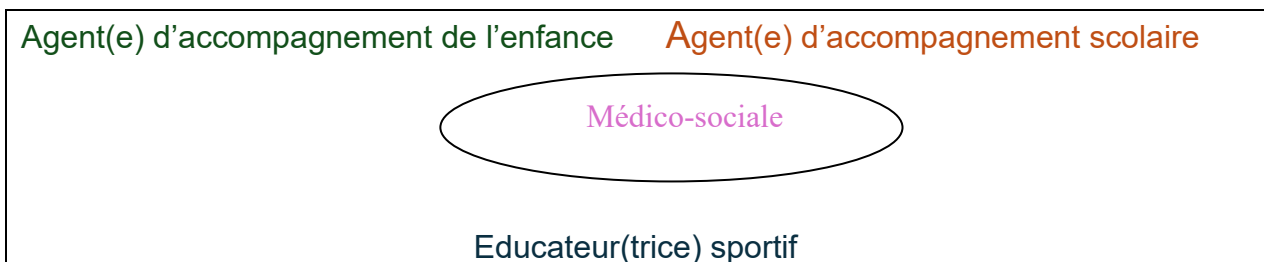 Agent(e) d’accompagnement de l’enfance Agent(e) d’accompagnement scolaire
Médico-sociale
Educateur(trice) sportif